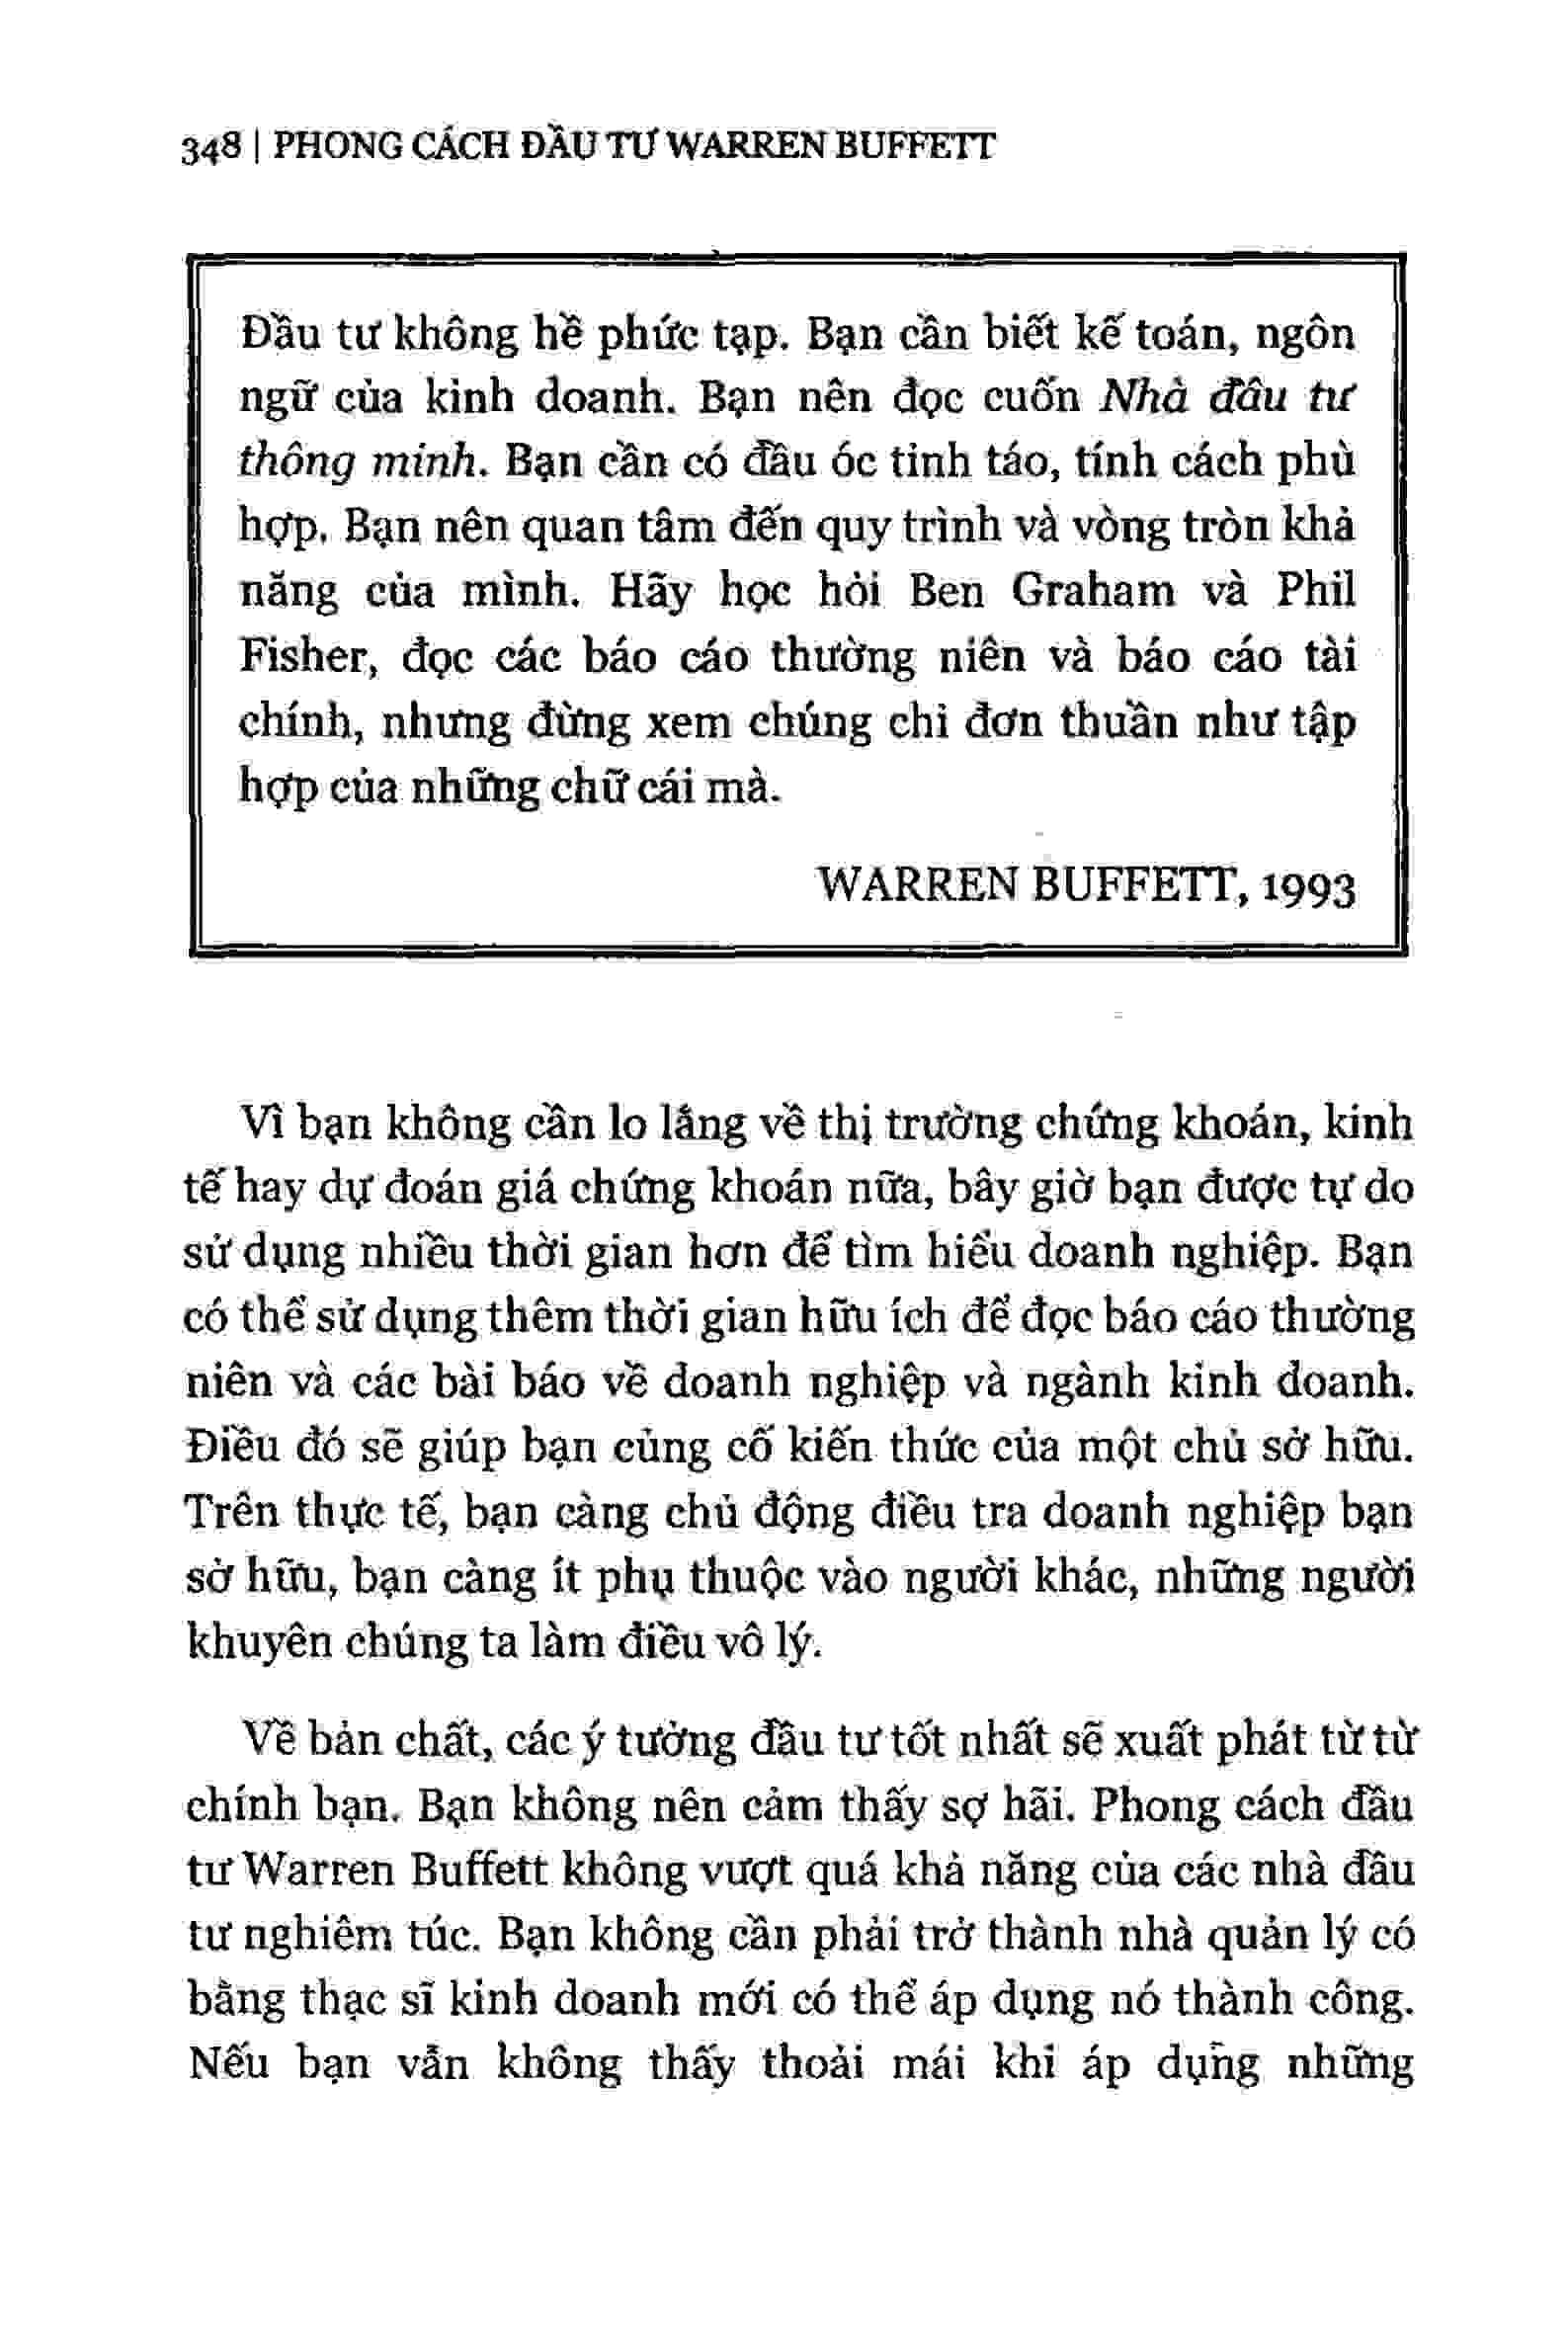 348 | PHONG CÁCH ĐẦU TƯ WARREN BUFFETT
Đầu tư không hề phức tạp. Bạn cần biết kế toán, ngôn
ngữ của kinh doanh. Bạn nên đọc cuốn Nhà đầu tư
thông minh. Bạn cần có đầu óc tỉnh táo, tính cách phù
hợp. Bạn nên quan tâm đến quy trình và vòng tròn khả
năng của mình. Hãy học hỏi Ben Graham và Phil
Fisher, đọc các báo cáo thường niên và báo cáo tài
chính, nhưng đừng xem chúng chỉ đơn thuần như tập
hợp của những chữ cái mà.
WARREN BUFFETT, 1993
Vì bạn không cần lo lắng về thị trường chứng khoán, kinh
tế hay dự đoán giá chứng khoán nữa, bây giờ bạn được tự do
sử dụng nhiều thời gian hơn để tìm hiểu doanh nghiệp. Bạn
có thể sử dụng thêm thời gian hữu ích để đọc báo cáo thường
niên và các bài báo về doanh nghiệp và ngành kinh doanh.
Điều đó sẽ giúp bạn củng cố kiến thức của một chủ sở hữu.
Trên thực tế, bạn càng chủ động điều tra doanh nghiệp bạn
sở hữu, bạn càng ít phụ thuộc vào người khác, những người
khuyên chúng ta làm điều vô lý.
Về bản chất, các ý tưởng đầu tư tốt nhất sẽ xuất phát từ từ
chính bạn. Bạn không nên cảm thấy sợ hãi. Phong cách đầu
tư Warren Buffett không vượt quá khả năng của các nhà đầu
tư nghiêm túc. Bạn không cần phải trở thành nhà quản lý có
bằng thạc sĩ kinh doanh mới có thể áp dụng nó thành công.
Nếu bạn vẫn không thấy thoải mái khi áp dụng những